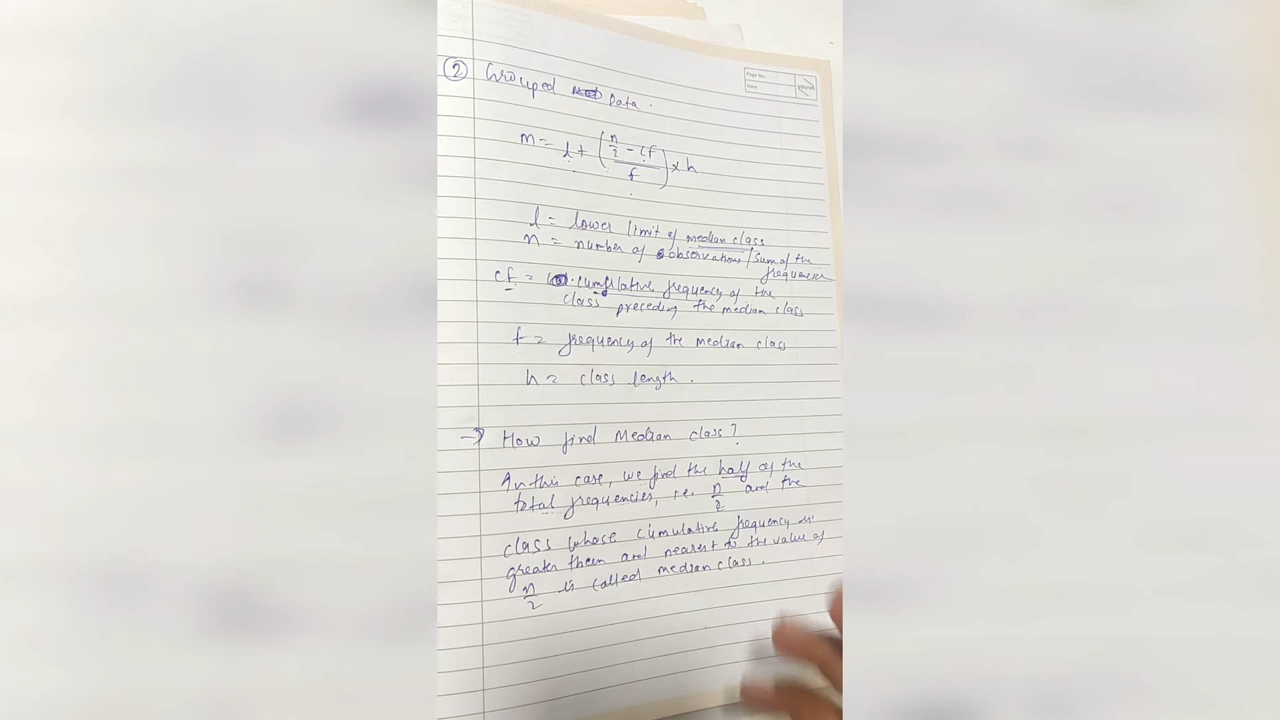 ② Grouped Data.
Page No.:
Date:
m = l + ( (n/2 - cf) / f ) × h
l = lower limit of median class
n = number of observations / sum of the
frequencies
cf = cumulative frequency of the
class preceding the median class
f = frequency of the median class
h = class length.
→ How find Median class?
In this case, we find the half of the
total frequencies, i.e. n/2 and the
class whose cumulative frequency is
greater than and nearest to the value of
n/2 is called median class.